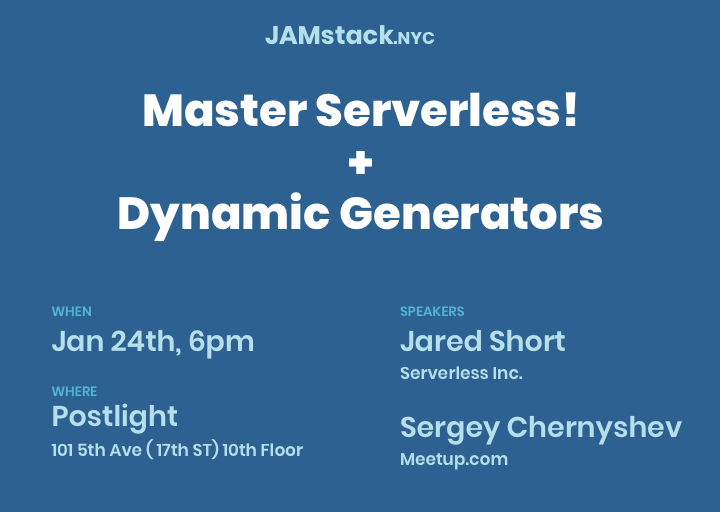 JAMstack.NYC
Master Serverless!
+
Dynamic Generators
WHEN
Jan 24th, 6pm
WHERE
Postlight
101 5th Ave ( 17th ST) 10th Floor
SPEAKERS
Jared Short
Serverless Inc.
Sergey Chernyshev
Meetup.com